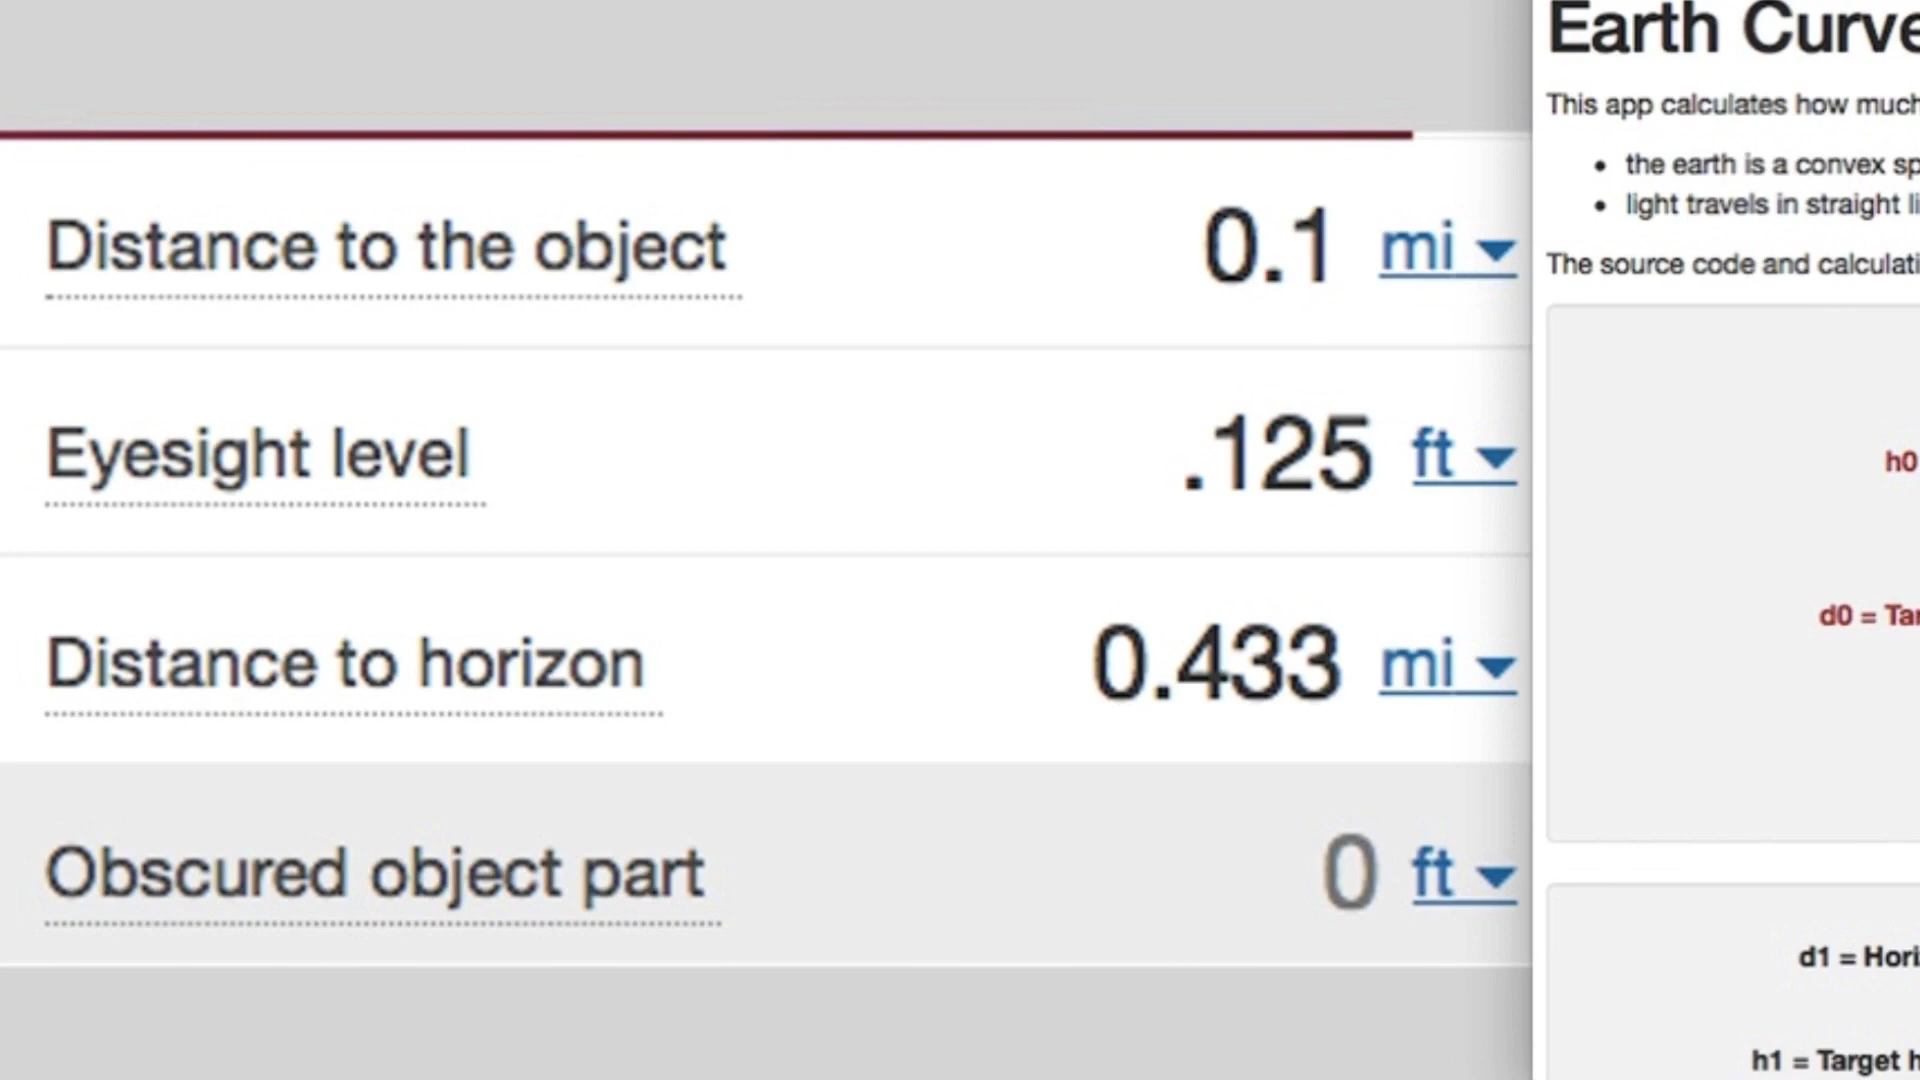 Distance to the object 0.1 mi
Eyesight level .125 ft
Distance to horizon 0.433 mi
Obscured object part 0 ft
Earth Curve
This app calculates how much
• the earth is a convex sp
• light travels in straight li
The source code and calculati
h0
d0 = Tar
d1 = Hori
h1 = Target h